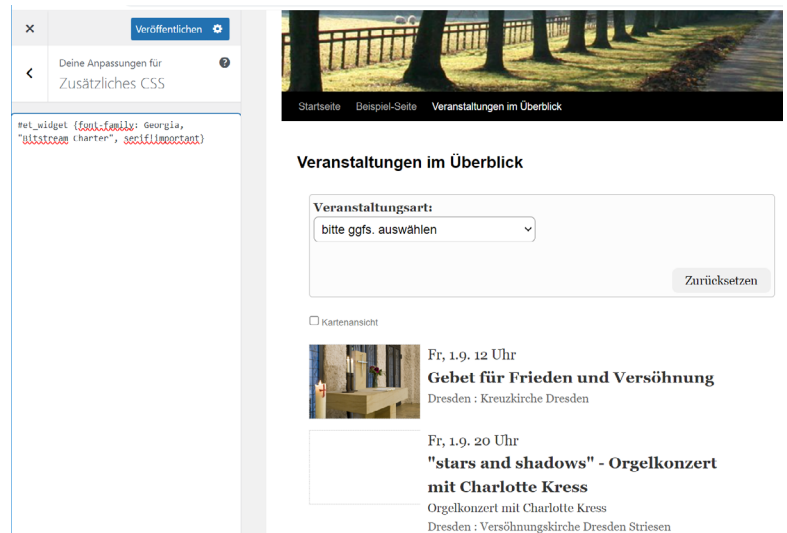 Veröffentlichen
Deine Anpassungen für
Zusätzliches CSS
#et_widget {font-family: Georgia,
"Bitstream Charter", serif!important}
Startseite Beispiel-Seite Veranstaltungen im Überblick
Veranstaltungen im Überblick
Veranstaltungsart:
bitte ggfs. auswählen
Zurücksetzen
Kartenansicht
Fr, 1.9. 12 Uhr
Gebet für Frieden und Versöhnung
Dresden : Kreuzkirche Dresden
Fr, 1.9. 20 Uhr
"stars and shadows" - Orgelkonzert
mit Charlotte Kress
Orgelkonzert mit Charlotte Kress
Dresden : Versöhnungskirche Dresden Striesen